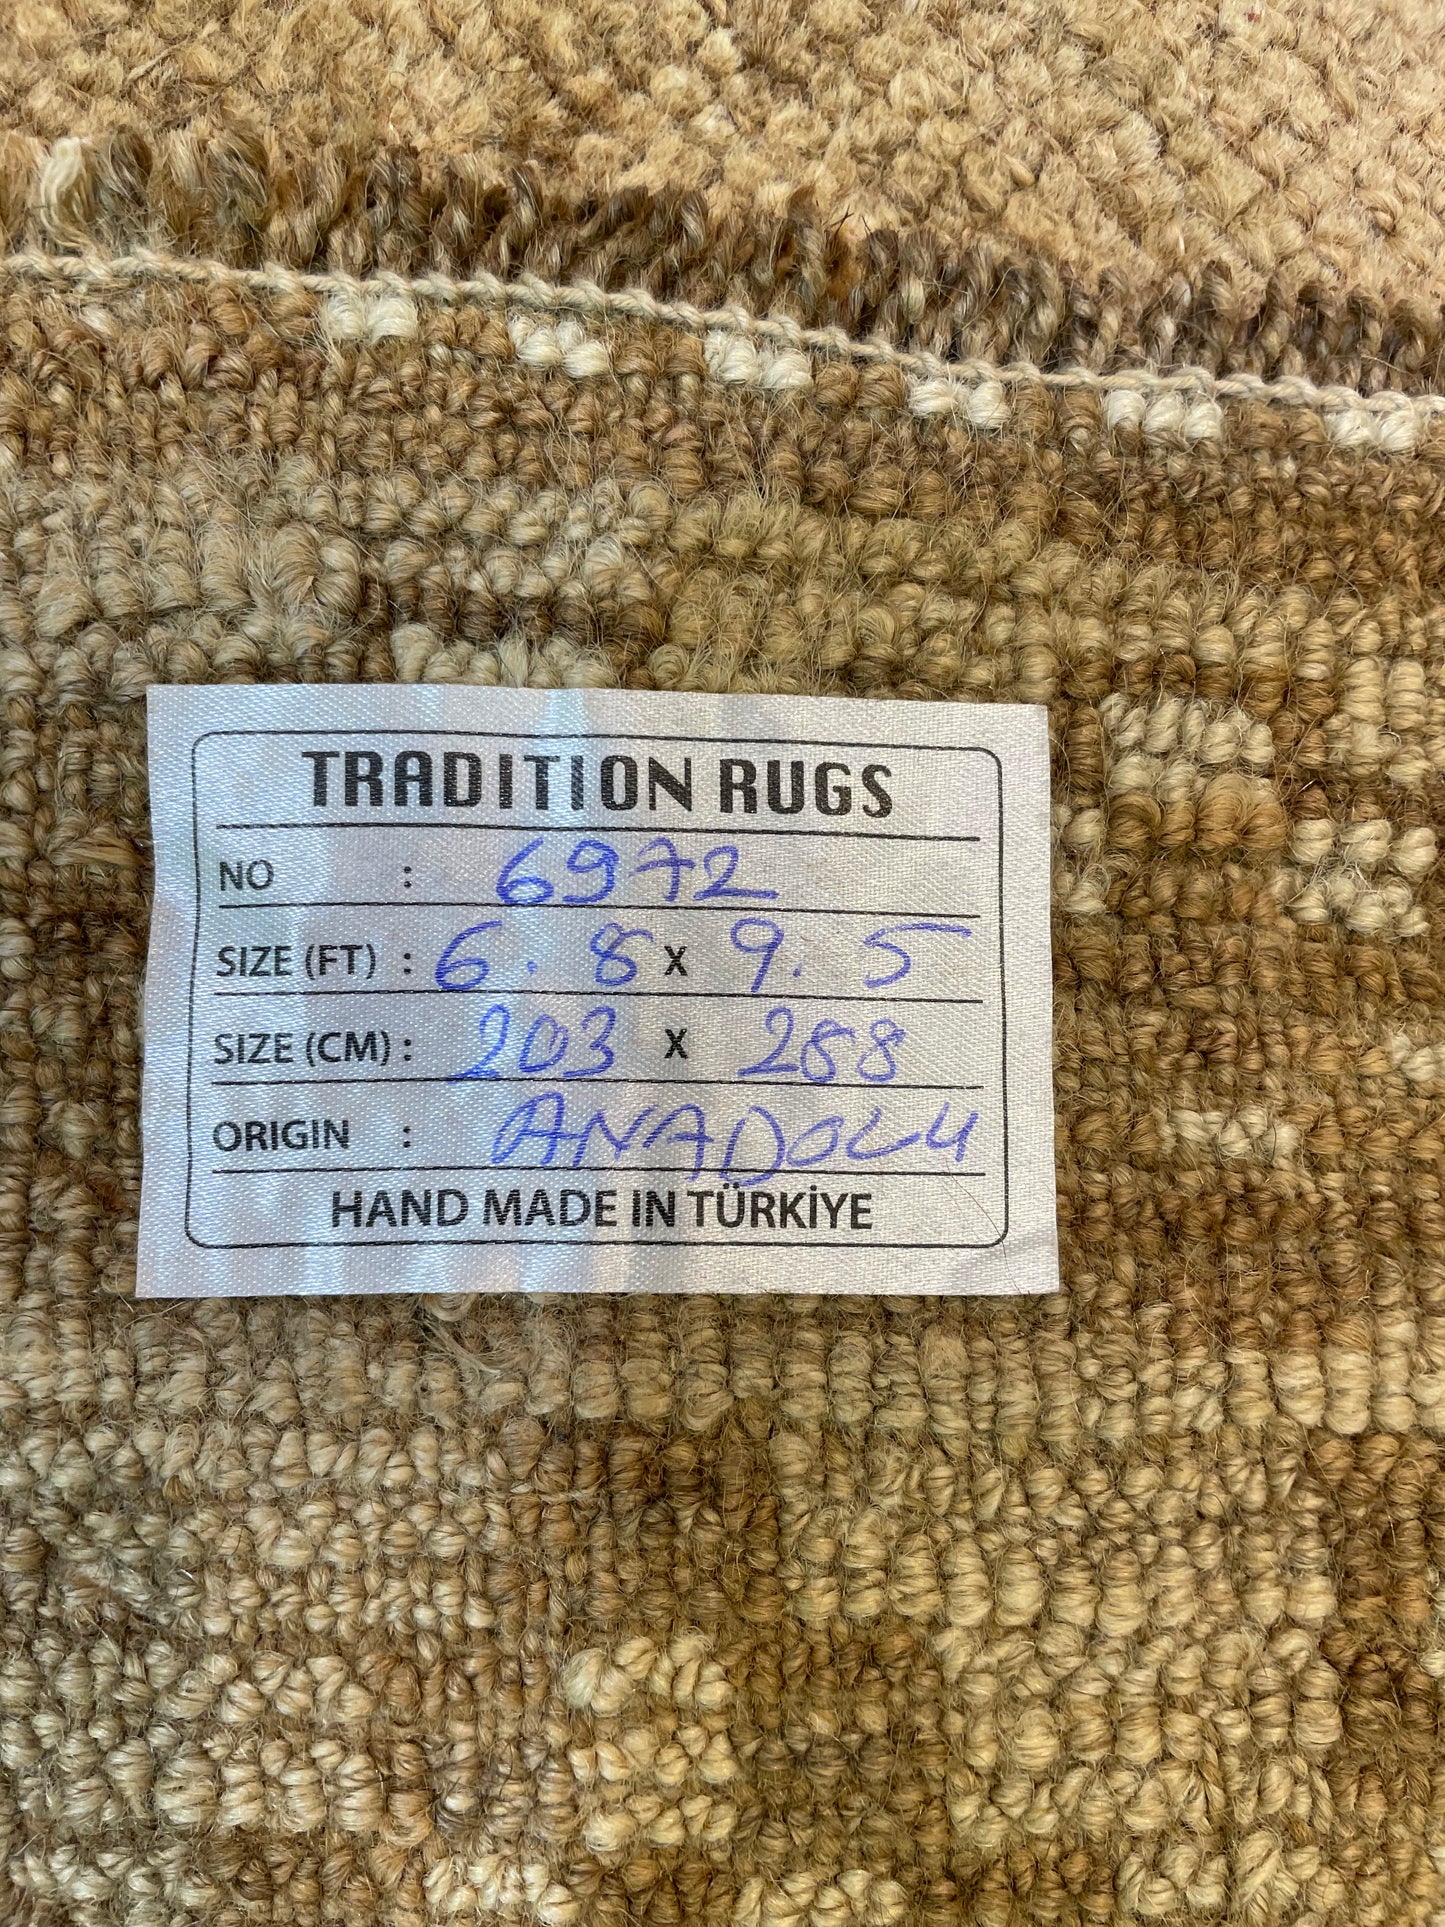 TRADITION RUGS
NO : 6972
SIZE (FT) : 6.8 X 9.5
SIZE (CM) : 203 X 288
ORIGIN : ANADOLU
HAND MADE IN TÜRKİYE